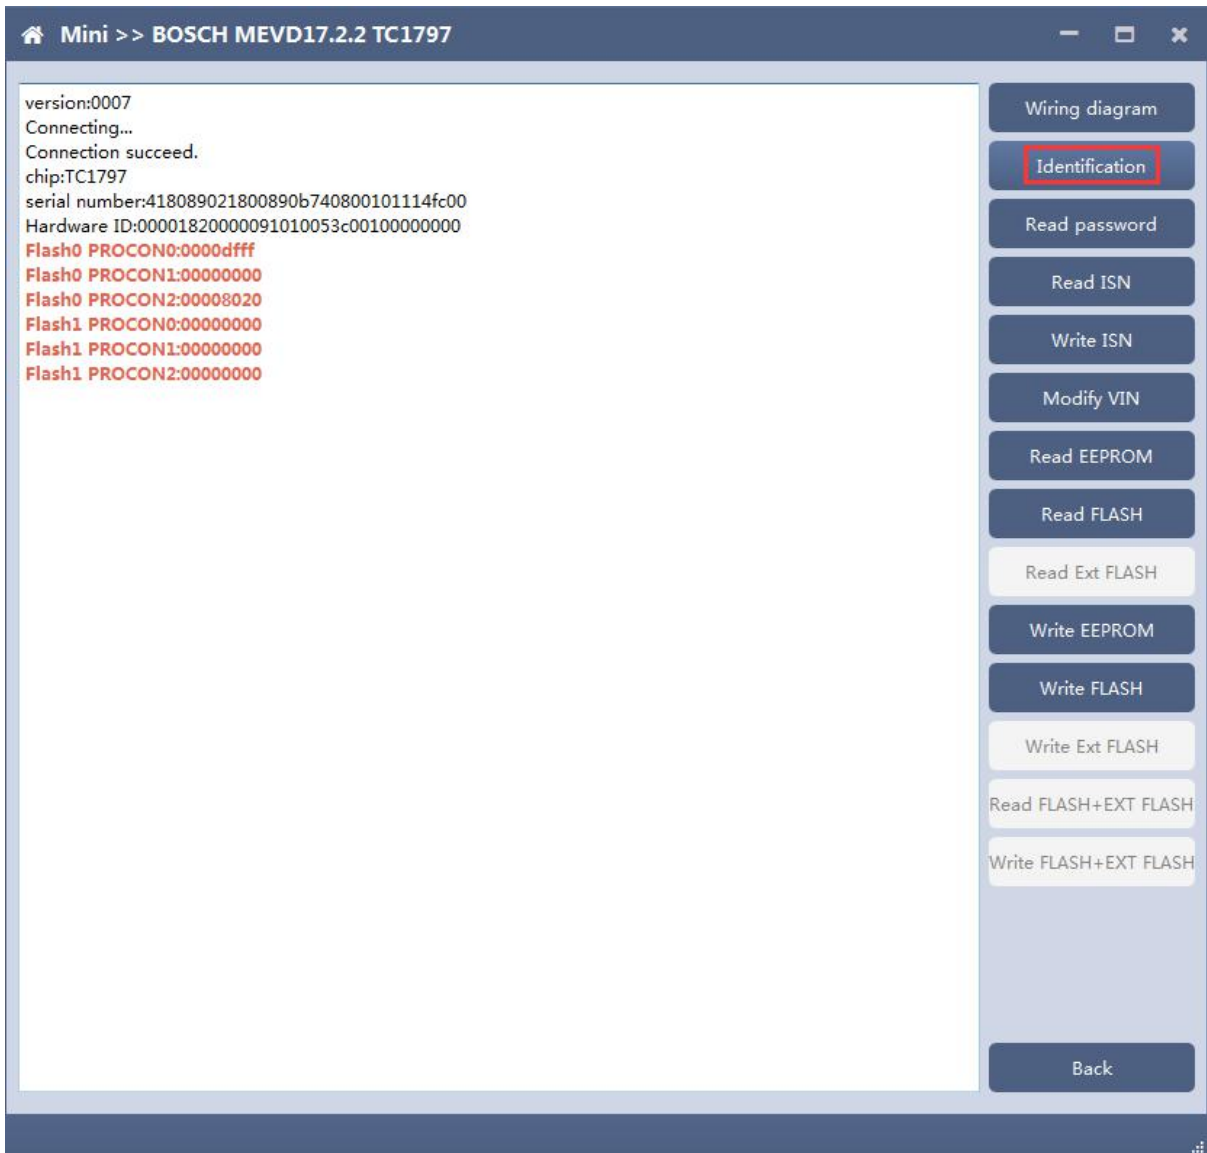 Mini >> BOSCH MEVD17.2.2 TC1797
version:0007
Connecting...
Connection succeed.
chip:TC1797
serial number:418089021800890b740800101114fc00
Hardware ID:00001820000091010053c00100000000
Flash0 PROCON0:0000dfff
Flash0 PROCON1:00000000
Flash0 PROCON2:00008020
Flash1 PROCON0:00000000
Flash1 PROCON1:00000000
Flash1 PROCON2:00000000
Wiring diagram
Identification
Read password
Read ISN
Write ISN
Modify VIN
Read EEPROM
Read FLASH
Read Ext FLASH
Write EEPROM
Write FLASH
Write Ext FLASH
Read FLASH+EXT FLASH
Write FLASH+EXT FLASH
Back